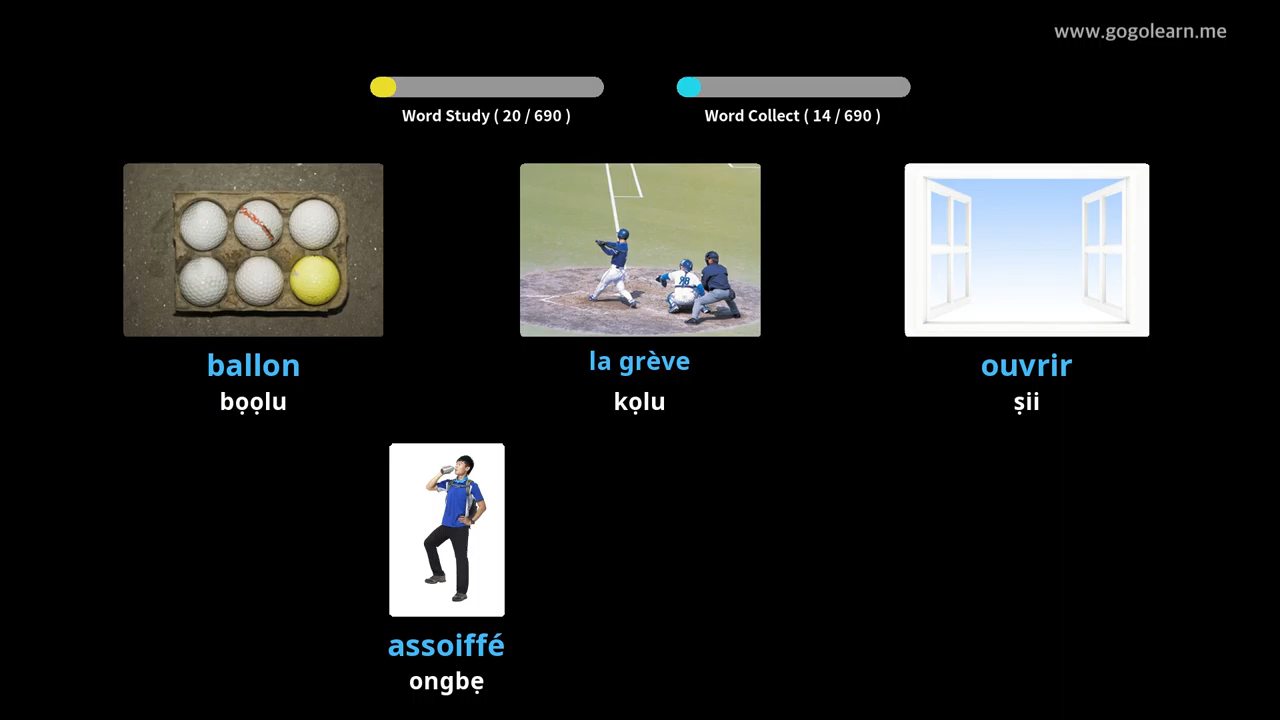 www.gogolearn.me
Word Study ( 20 / 690 )
Word Collect ( 14 / 690 )
ballon
bọọlu
la grève
kọlu
ouvrir
ṣii
assoiffé
ongbẹ